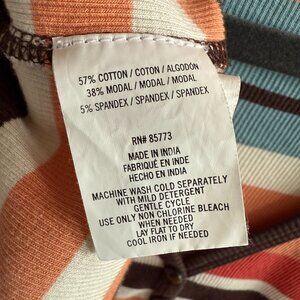 57% COTTON / COTON / ALGODON
38% MODAL / MODAL / MODAL
5% SPANDEX / SPANDEX / SPANDEX
RN# 85773
MADE IN INDIA
FABRIQUÉ EN INDE
HECHO EN INDIA
MACHINE WASH COLD SEPARATELY
WITH MILD DETERGENT
GENTLE CYCLE
USE ONLY NON CHLORINE BLEACH
WHEN NEEDED
LAY FLAT TO DRY
COOL IRON IF NEEDED